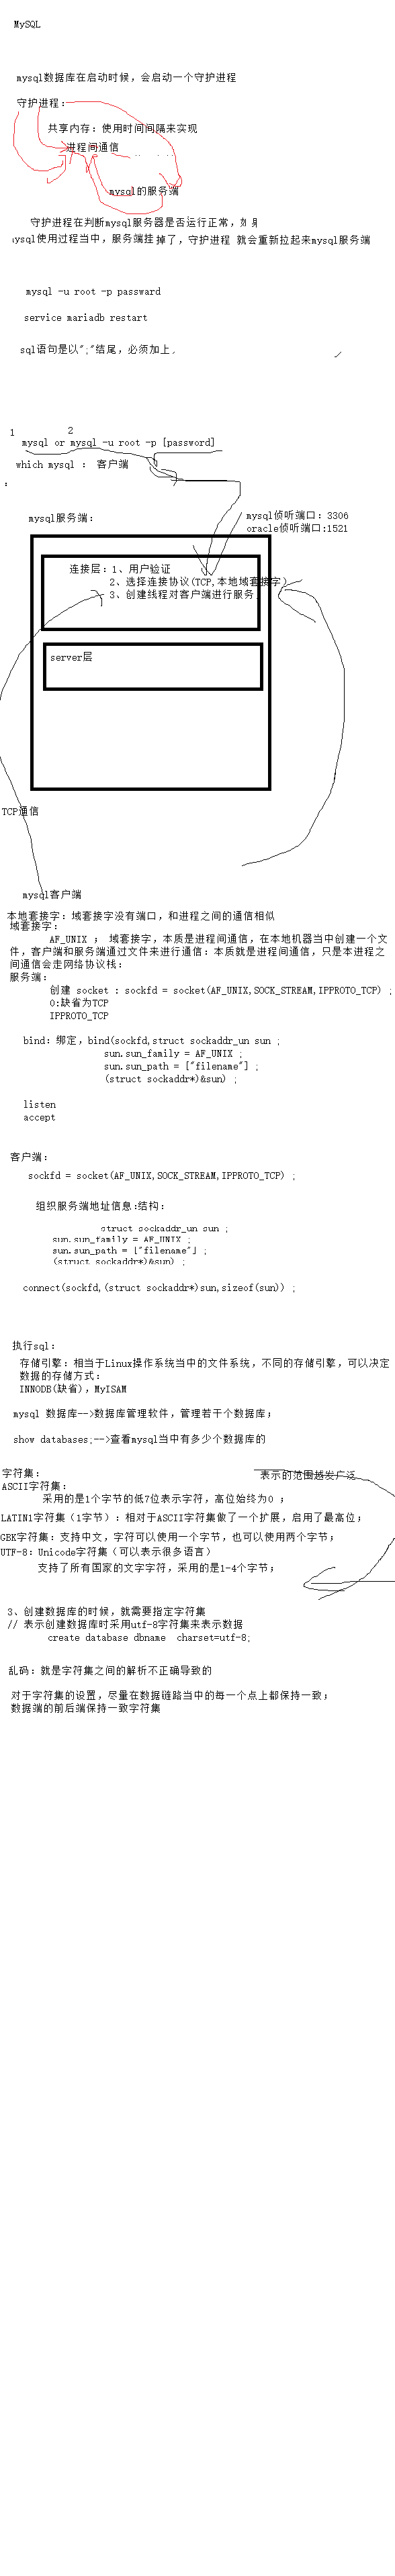 MySQL
mysql数据库在启动时候，会启动一个守护进程
守护进程：
共享内存：使用时间间隔来实现
进程间通信
mysql的服务端
守护进程在判断mysql服务器是否运行正常，如果
ysql使用过程当中，服务端挂掉了，守护进程 就会重新拉起来mysql服务端
mysql -u root -p passward
service mariadb restart
sql语句是以";"结尾，必须加上
1 2
mysql or mysql -u root -p [password]
which mysql ： 客户端
：
mysql侦听端口：3306
mysql服务端：
oracle侦听端口:1521
连接层：1、用户验证
2、选择连接协议(TCP,本地域套接字）
3、创建线程对客户端进行服务
server层
TCP通信
mysql客户端
本地套接字：域套接字没有端口，和进程之间的通信相似
域套接字：
AF_UNIX ； 域套接字，本质是进程间通信，在本地机器当中创建一个文
件，客户端和服务端通过文件来进行通信：本质就是进程间通信，只是本进程之
间通信会走网络协议栈：
服务端：
创建 socket : sockfd = socket(AF_UNIX,SOCK_STREAM,IPPROTO_TCP) ;
0:缺省为TCP
IPPROTO_TCP
bind：绑定，bind(sockfd,struct sockaddr_un sun ;
sun.sun_family = AF_UNIX ;
sun.sun_path = ["filename"] ;
(struct sockaddr*)&sun) ;
listen
accept
客户端：
sockfd = socket(AF_UNIX,SOCK_STREAM,IPPROTO_TCP) ;
组织服务端地址信息:结构：
struct sockaddr_un sun ;
sun.sun_family = AF_UNIX ;
sun.sun_path = ["filename"] ;
(struct sockaddr*)&sun) ;
connect(sockfd,(struct sockaddr*)sun,sizeof(sun)) ;
执行sql：
存储引擎：相当于Linux操作系统当中的文件系统，不同的存储引擎，可以决定
数据的存储方式：
INNODB(缺省)，MyISAM
mysql 数据库-->数据库管理软件，管理若干个数据库；
show databases;-->查看mysql当中有多少个数据库的
字符集：
表示的范围越发广泛
ASCII字符集：
采用的是1个字节的低7位表示字符，高位始终为0 ；
LATIN1字符集（1字节）：相对于ASCII字符集做了一个扩展，启用了最高位；
GBK字符集：支持中文，字符可以使用一个字节，也可以使用两个字节；
UTF-8：Unicode字符集（可以表示很多语言）
支持了所有国家的文字字符，采用的是1-4个字节；
3、创建数据库的时候，就需要指定字符集
// 表示创建数据库时采用utf-8字符集来表示数据
create database dbname charset=utf-8;
乱码：就是字符集之间的解析不正确导致的
对于字符集的设置，尽量在数据链路当中的每一个点上都保持一致；
数据端的前后端保持一致字符集